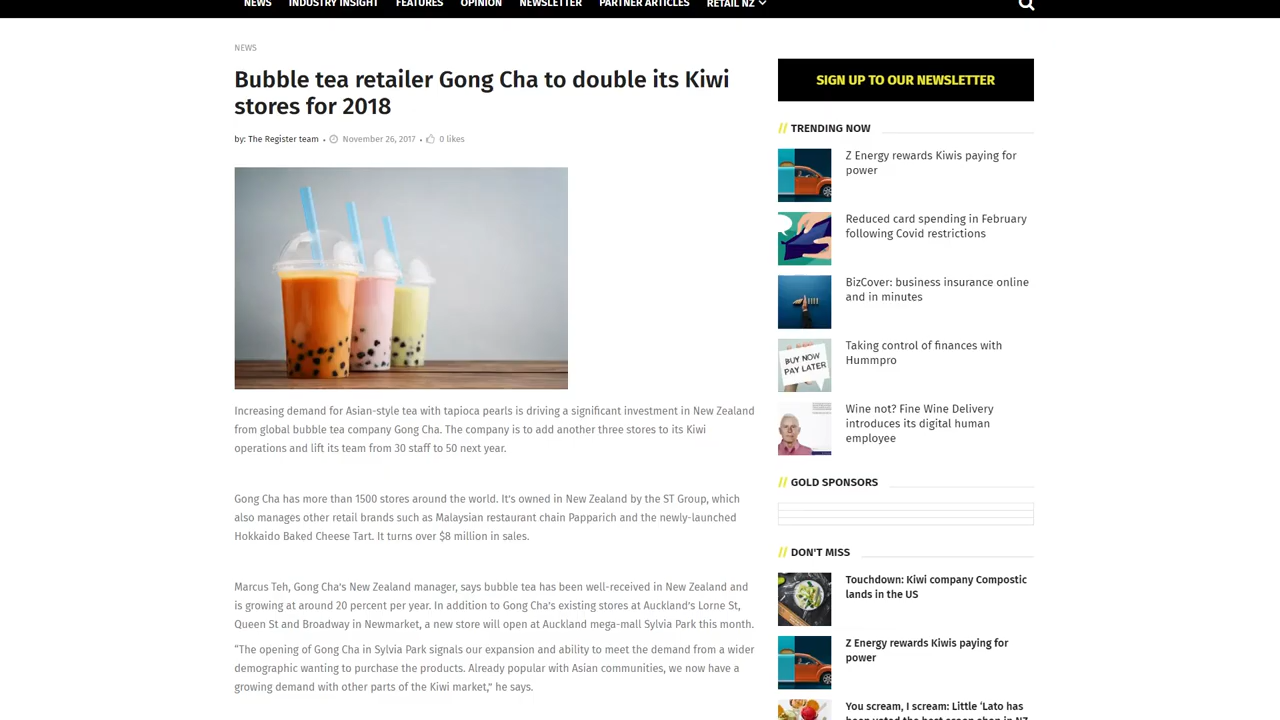 NEWS INDUSTRY INSIGHT FEATURES OPINION NEWSLETTER PARTNER ARTICLES RETAIL NZ
NEWS
Bubble tea retailer Gong Cha to double its Kiwi
stores for 2018
by: The Register team • November 26, 2017 • 0 likes
Increasing demand for Asian-style tea with tapioca pearls is driving a significant investment in New Zealand
from global bubble tea company Gong Cha. The company is to add another three stores to its Kiwi
operations and lift its team from 30 staff to 50 next year.
Gong Cha has more than 1500 stores around the world. It's owned in New Zealand by the ST Group, which
also manages other retail brands such as Malaysian restaurant chain Papparich and the newly-launched
Hokkaido Baked Cheese Tart. It turns over $8 million in sales.
Marcus Teh, Gong Cha's New Zealand manager, says bubble tea has been well-received in New Zealand and
is growing at around 20 percent per year. In addition to Gong Cha's existing stores at Auckland's Lorne St,
Queen St and Broadway in Newmarket, a new store will open at Auckland mega-mall Sylvia Park this month.
"The opening of Gong Cha in Sylvia Park signals our expansion and ability to meet the demand from a wider
demographic wanting to purchase the products. Already popular with Asian communities, we now have a
growing demand with other parts of the Kiwi market," he says.
SIGN UP TO OUR NEWSLETTER
// TRENDING NOW
Z Energy rewards Kiwis paying for
power
Reduced card spending in February
following Covid restrictions
BizCover: business insurance online
and in minutes
BUY NOW
PAY LATER
Taking control of finances with
Hummpro
Wine not? Fine Wine Delivery
introduces its digital human
employee
// GOLD SPONSORS
// DON'T MISS
Touchdown: Kiwi company Compostic
lands in the US
Z Energy rewards Kiwis paying for
power
You scream, I scream: Little 'Lato has
been voted the best scoop shop in NZ